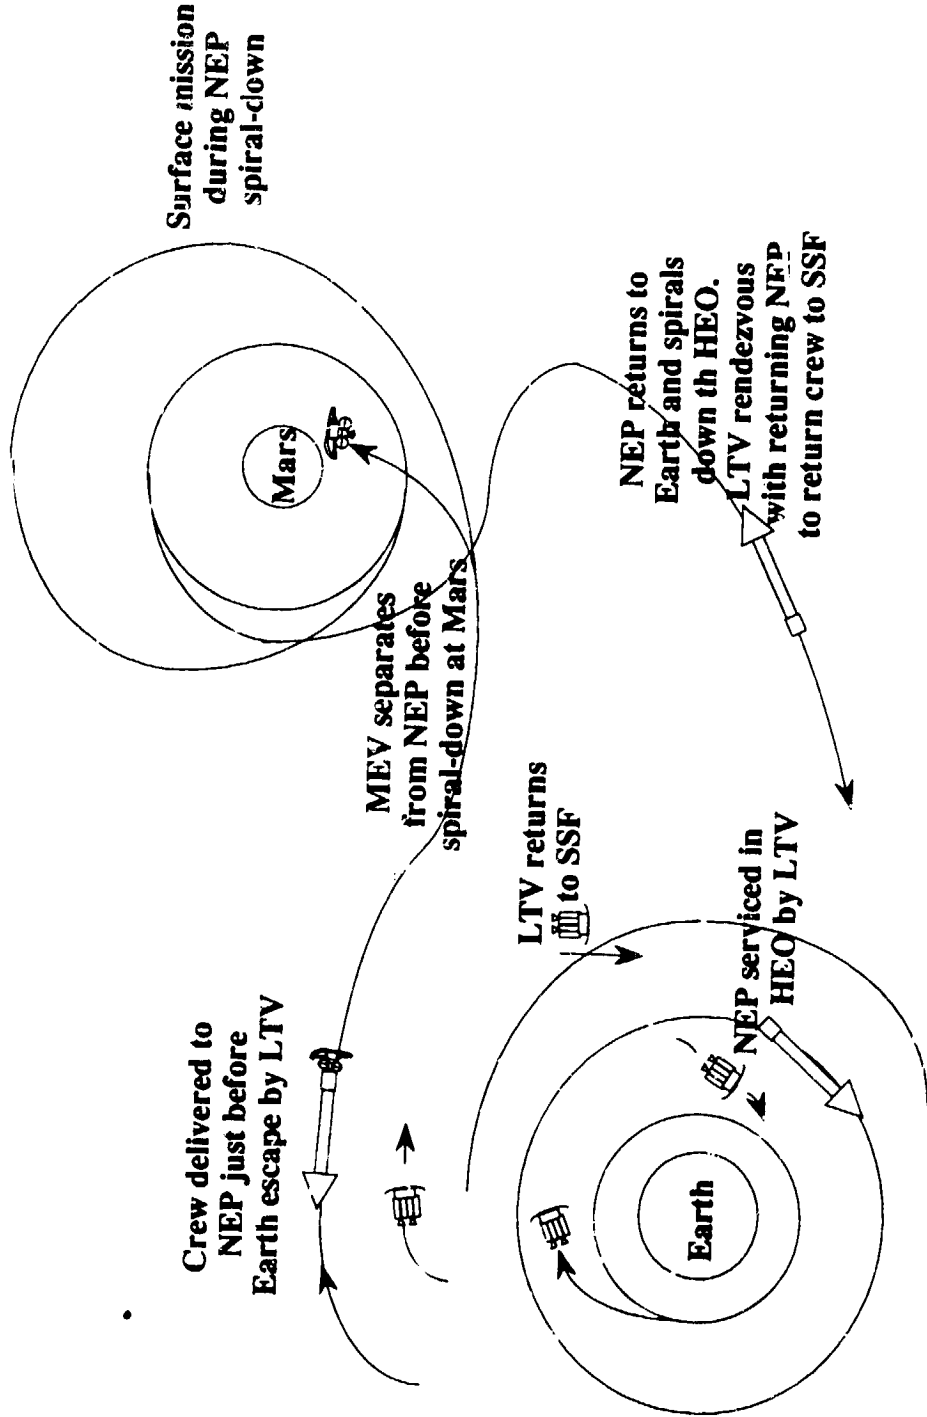 Crew delivered to
NEP just before
Earth escape by LTV
MEV separates
from NEP before
spiral-down at Mars
Surface mission
during NEP
spiral-down
Mars
LTV returns
to SSF
Earth
NEP serviced in
HEO by LTV
NEP returns to
Earth and spirals
down th HEO.
LTV rendezvous
with returning NEP
to return crew to SSF